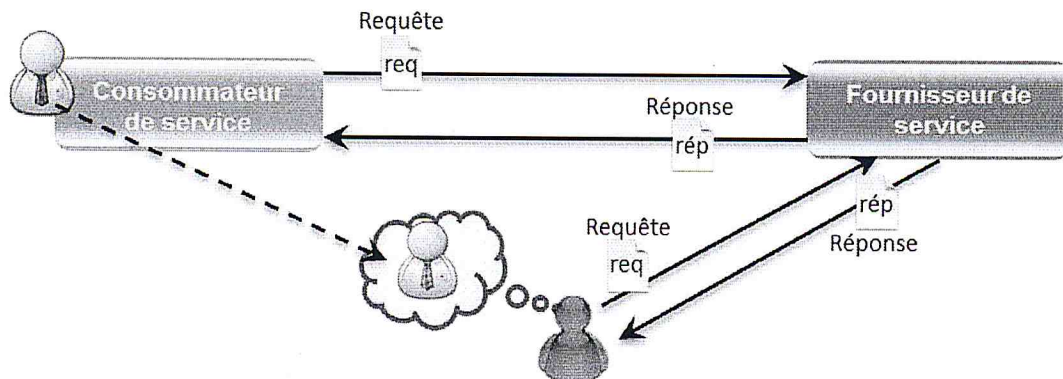 Requête
req
Consommateur
de service
Fournisseur de
service
Réponse
rép
Requête
req
rép
Réponse